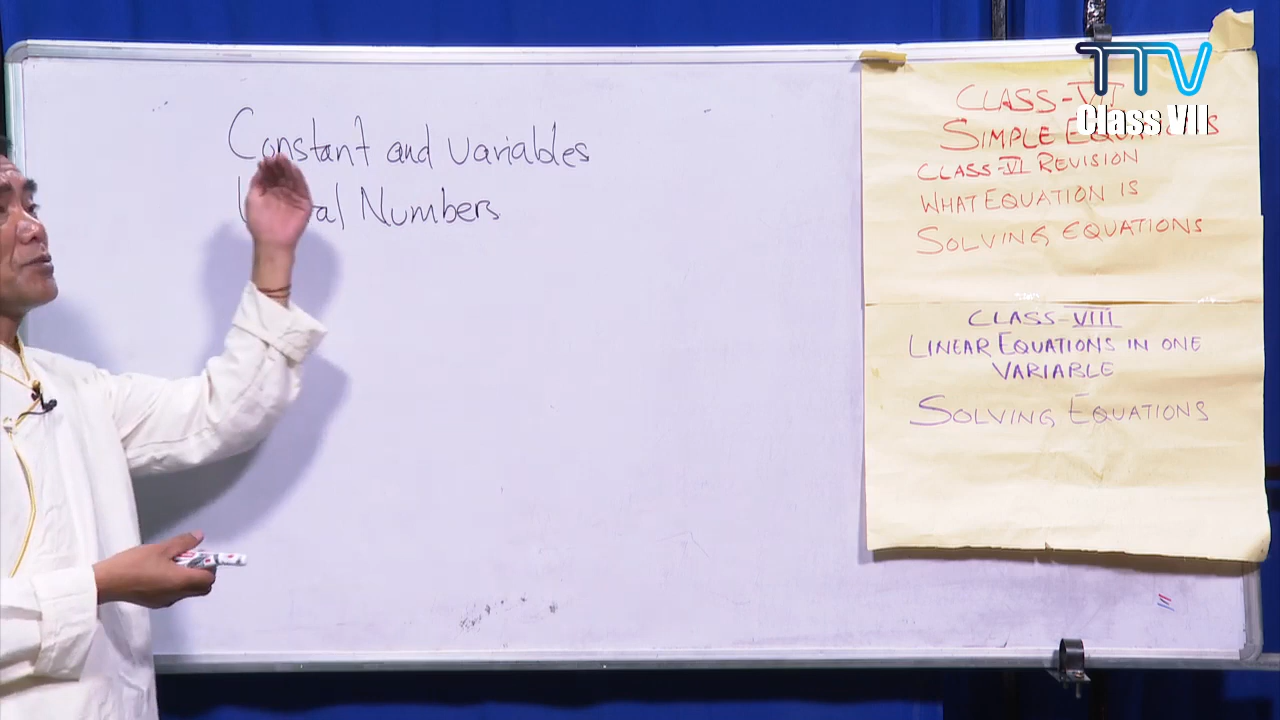 Constant and variables
Numbers
TTV
Class VII
CLASS-VII
SIMPLE
CLASS-VI REVISION
WHAT EQUATION IS
SOLVING EQUATIONS
CLASS-VIII
LINEAR EQUATIONS IN ONE
VARIABLE
SOLVING EQUATIONS